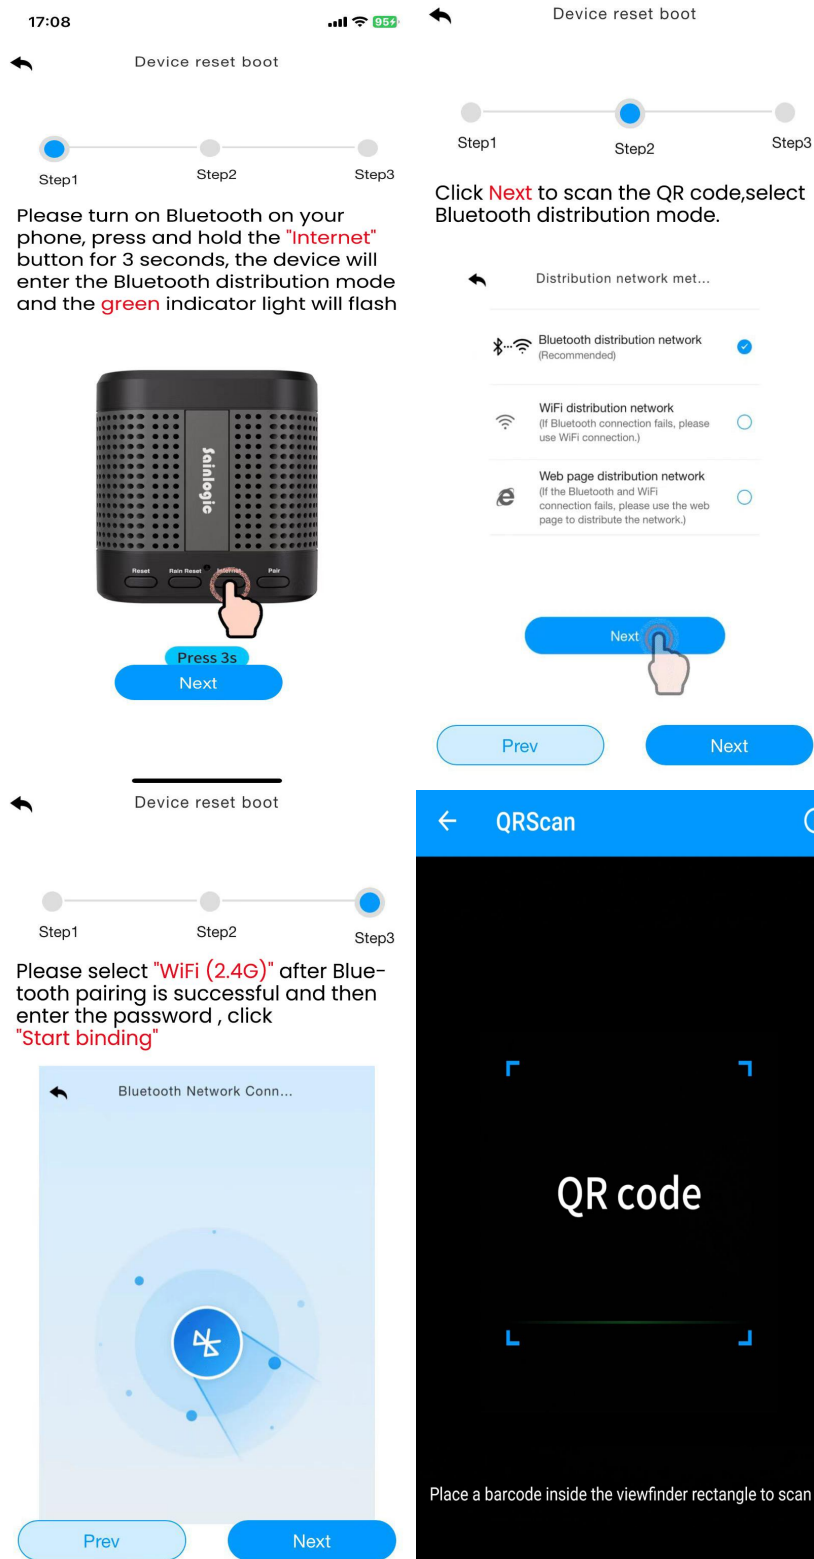 17:08
95
Device reset boot
Step1
Step2
Step3
Please turn on Bluetooth on your
phone, press and hold the "Internet"
button for 3 seconds, the device will
enter the Bluetooth distribution mode
and the green indicator light will flash
Sainlogic
Reset
Rain Reset
Internet
Pair
Press 3s
Next
Device reset boot
Step1
Step2
Step3
Click Next to scan the QR code,select
Bluetooth distribution mode.
Distribution network met...
Bluetooth distribution network
(Recommended)
WiFi distribution network
(If Bluetooth connection fails, please
use WiFi connection.)
Web page distribution network
(If the Bluetooth and WiFi
connection fails, please use the web
page to distribute the network.)
Next
Prev
Next
Device reset boot
Step1
Step2
Step3
Please select "WiFi (2.4G)" after Blue-
tooth pairing is successful and then
enter the password , click
"Start binding"
Bluetooth Network Conn...
Prev
Next
QRScan
QR code
Place a barcode inside the viewfinder rectangle to scan